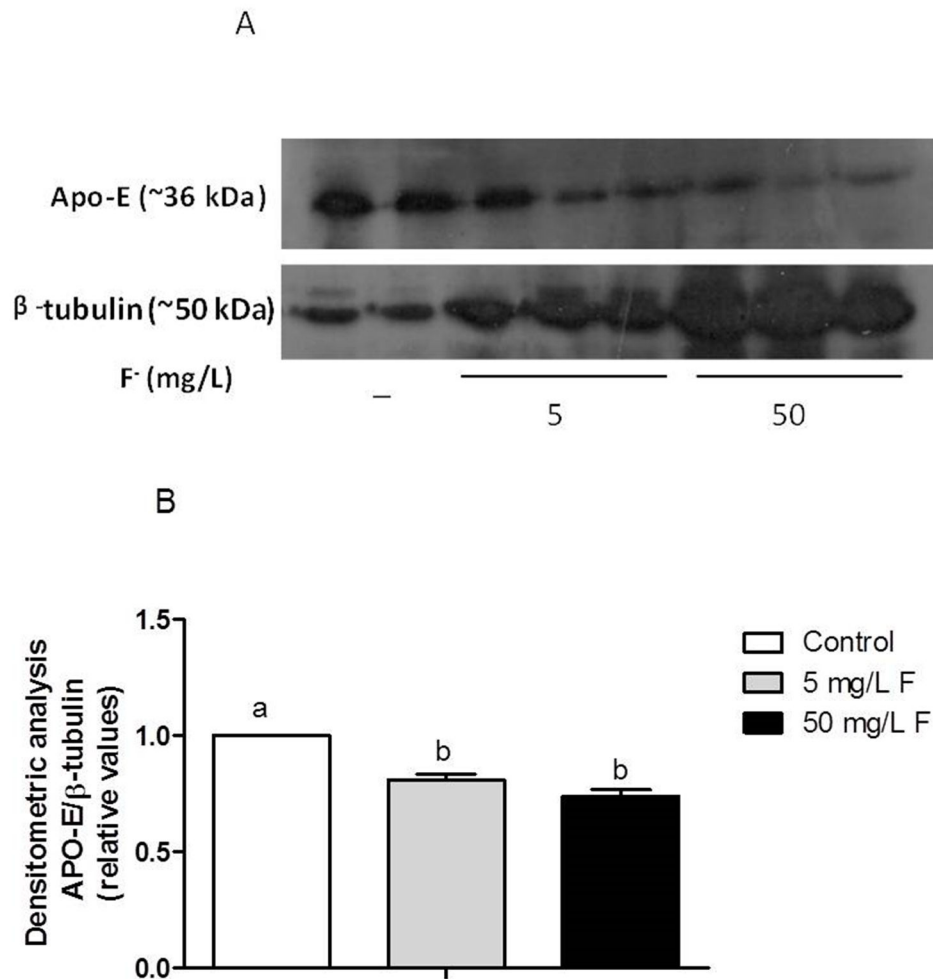 A
Apo-E (~36 kDa)
β -tubulin (~50 kDa)
F- (mg/L)
–
5
50
B
Densitometric analysis
APO-E/β-tubulin
(relative values)
1.5
1.0
0.5
0.0
a
b
b
Control
5 mg/L F
50 mg/L F